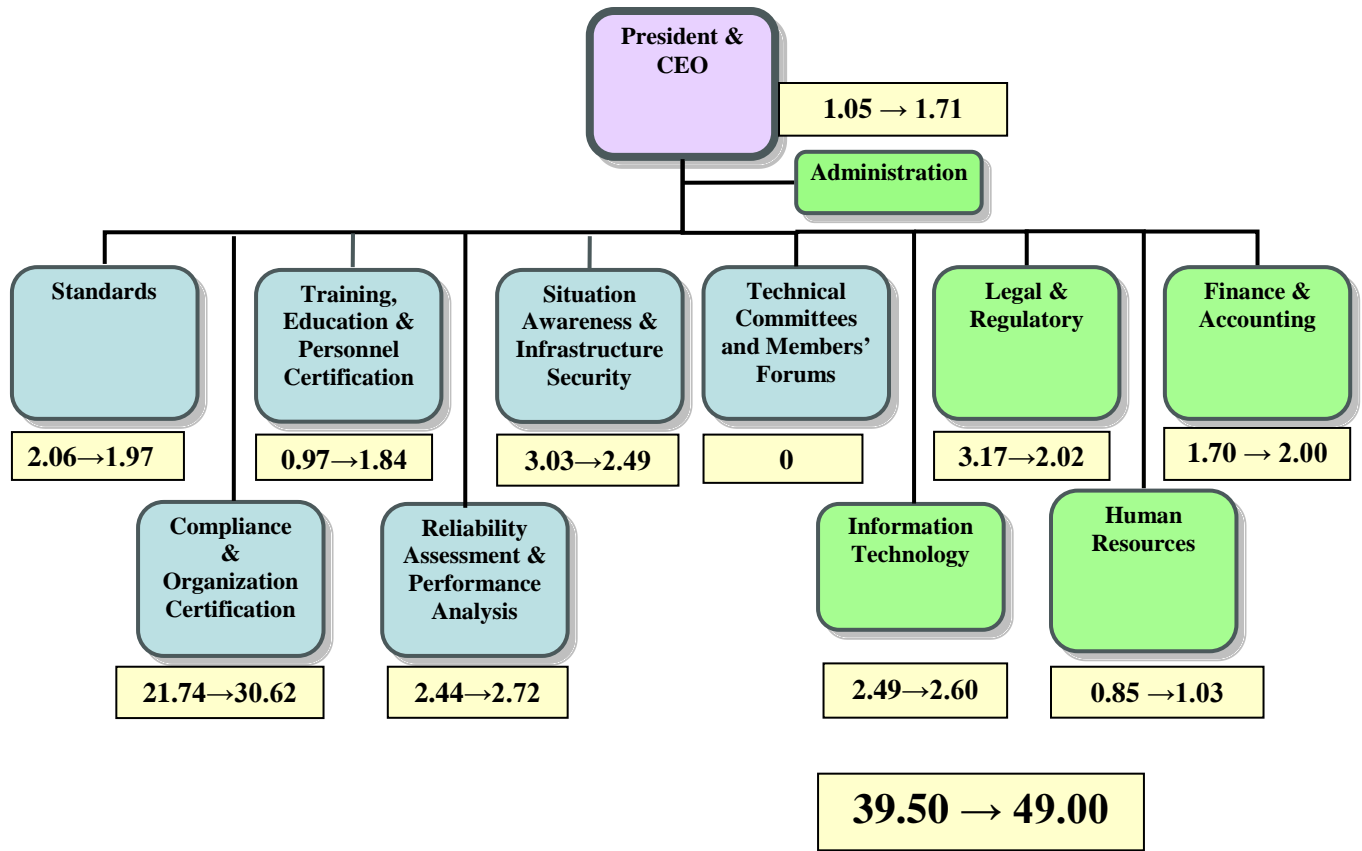 President &
CEO
1.05 → 1.71
Administration
Standards
2.06→1.97
Training,
Education &
Personnel
Certification
0.97→1.84
Situation
Awareness &
Infrastructure
Security
3.03→2.49
Technical
Committees
and Members’
Forums
0
Legal &
Regulatory
3.17→2.02
Finance &
Accounting
1.70 → 2.00
Compliance
&
Organization
Certification
21.74→30.62
Reliability
Assessment &
Performance
Analysis
2.44→2.72
Information
Technology
2.49→2.60
Human
Resources
0.85 →1.03
39.50 → 49.00